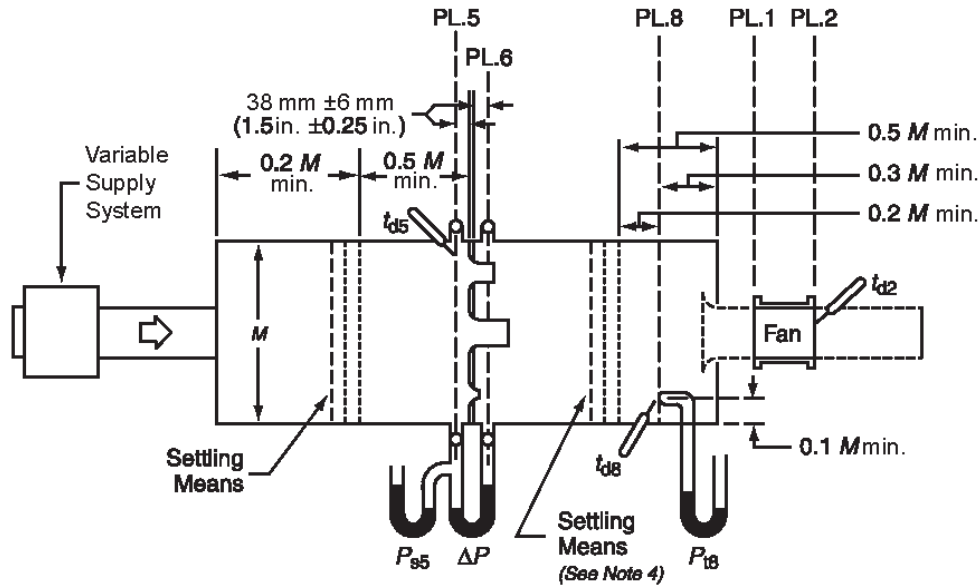 PL.5
PL.6
PL.8
PL.1
PL.2
38 mm ±6 mm
(1.5 in. ±0.25 in.)
Variable
Supply
System
0.2 M
min.
0.5 M
min.
0.5 M min.
0.3 M min.
0.2 M min.
td5
td2
M
Fan
Settling
Means
td8
0.1 M min.
Settling
Means
(See Note 4)
Ps5
ΔP
Pt8